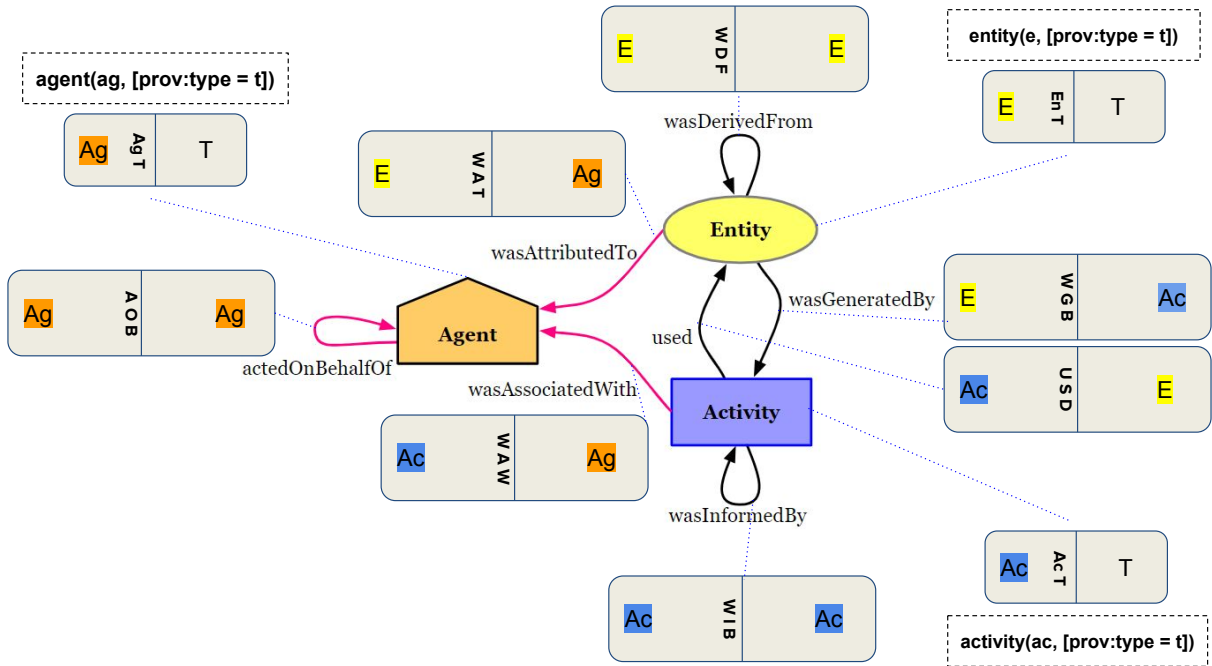 E WDF E
entity(e, [prov:type = t])
agent(ag, [prov:type = t])
E EnT T
wasDerivedFrom
Ag AgT T
E WAT Ag
Entity
wasAttributedTo
Ag AOB Ag
wasGeneratedBy
E WGB Ac
used
Agent
actedOnBehalfOf
wasAssociatedWith
Ac USD E
Activity
Ac WAW Ag
wasInformedBy
Ac AcT T
Ac WIB Ac
activity(ac, [prov:type = t])